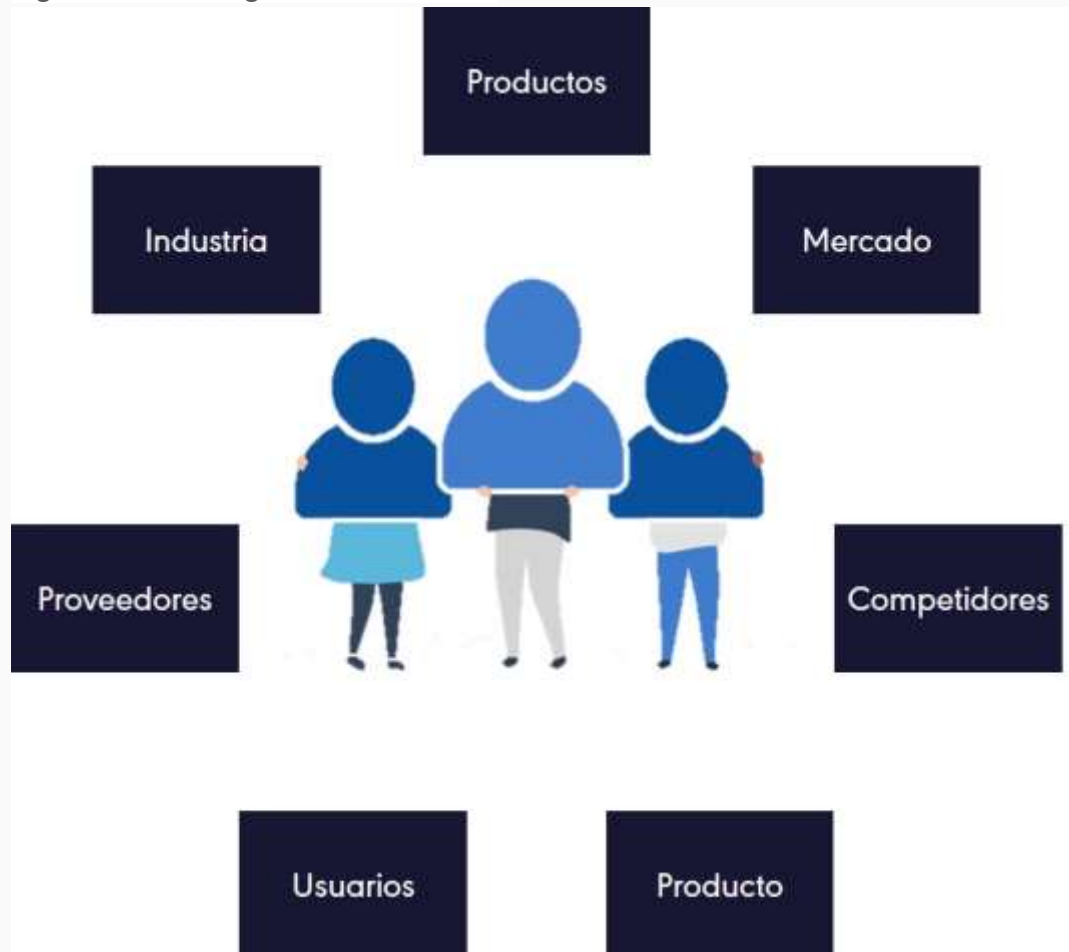 Productos
Industria
Mercado
Proveedores
Competidores
Usuarios
Producto